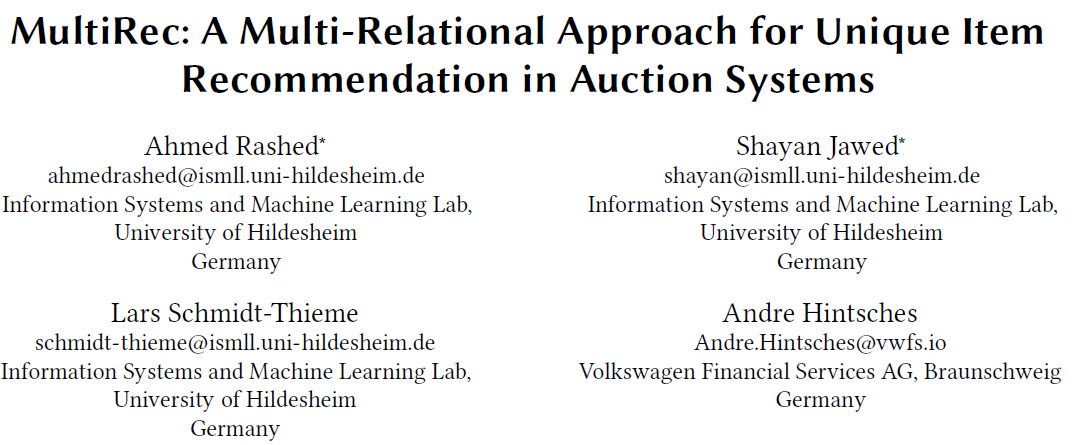 MultiRec: A Multi-Relational Approach for Unique Item
Recommendation in Auction Systems
Ahmed Rashed*
ahmedrashed@ismll.uni-hildesheim.de
Information Systems and Machine Learning Lab,
University of Hildesheim
Germany
Shayan Jawed*
shayan@ismll.uni-hildesheim.de
Information Systems and Machine Learning Lab,
University of Hildesheim
Germany
Lars Schmidt-Thieme
schmidt-thieme@ismll.uni-hildesheim.de
Information Systems and Machine Learning Lab,
University of Hildesheim
Germany
Andre Hintsches
Andre.Hintsches@vwfs.io
Volkswagen Financial Services AG, Braunschweig
Germany